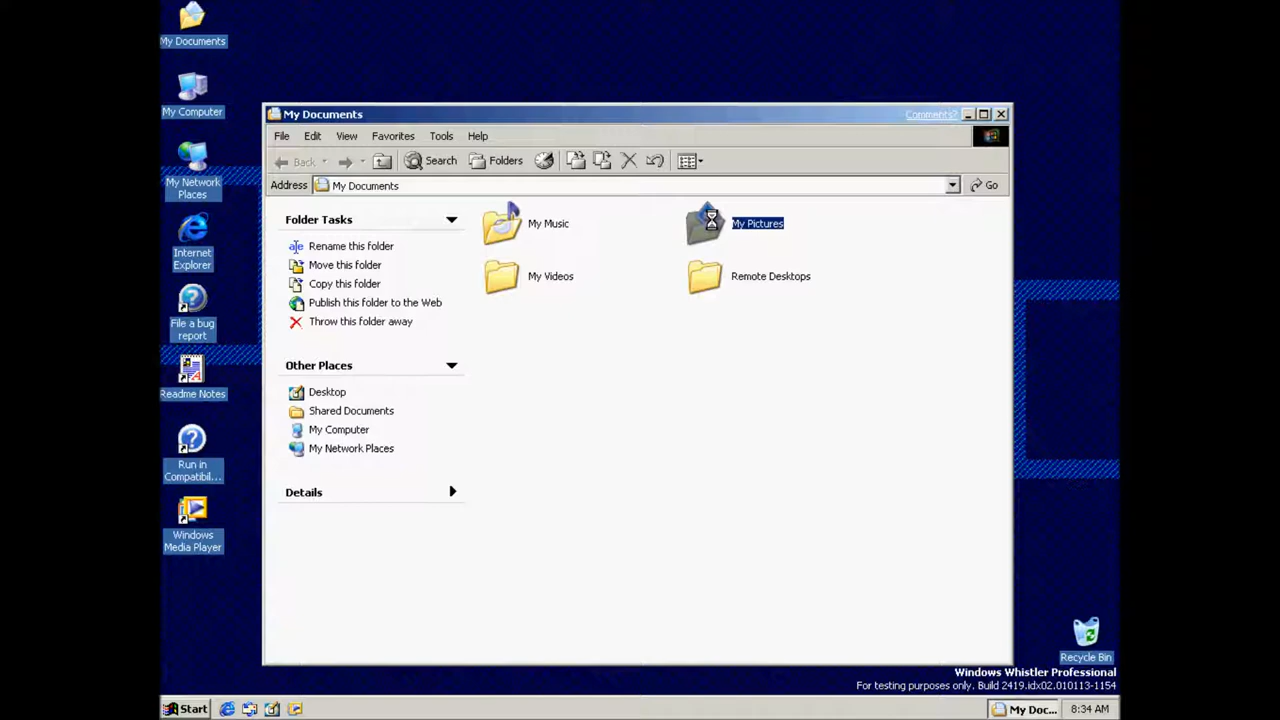 My Documents
My Computer
My Network
Places
Internet
Explorer
File a bug
report
Readme Notes
Run in
Compatibil...
Windows
Media Player
My Documents
Comments?
File Edit View Favorites Tools Help
Back Search Folders
Address My Documents Go
Folder Tasks
Rename this folder
Move this folder
Copy this folder
Publish this folder to the Web
Throw this folder away
Other Places
Desktop
Shared Documents
My Computer
My Network Places
Details
My Music
My Pictures
My Videos
Remote Desktops
Recycle Bin
Windows Whistler Professional
For testing purposes only. Build 2419.idx02.010113-1154
Start
My Doc...
8:34 AM